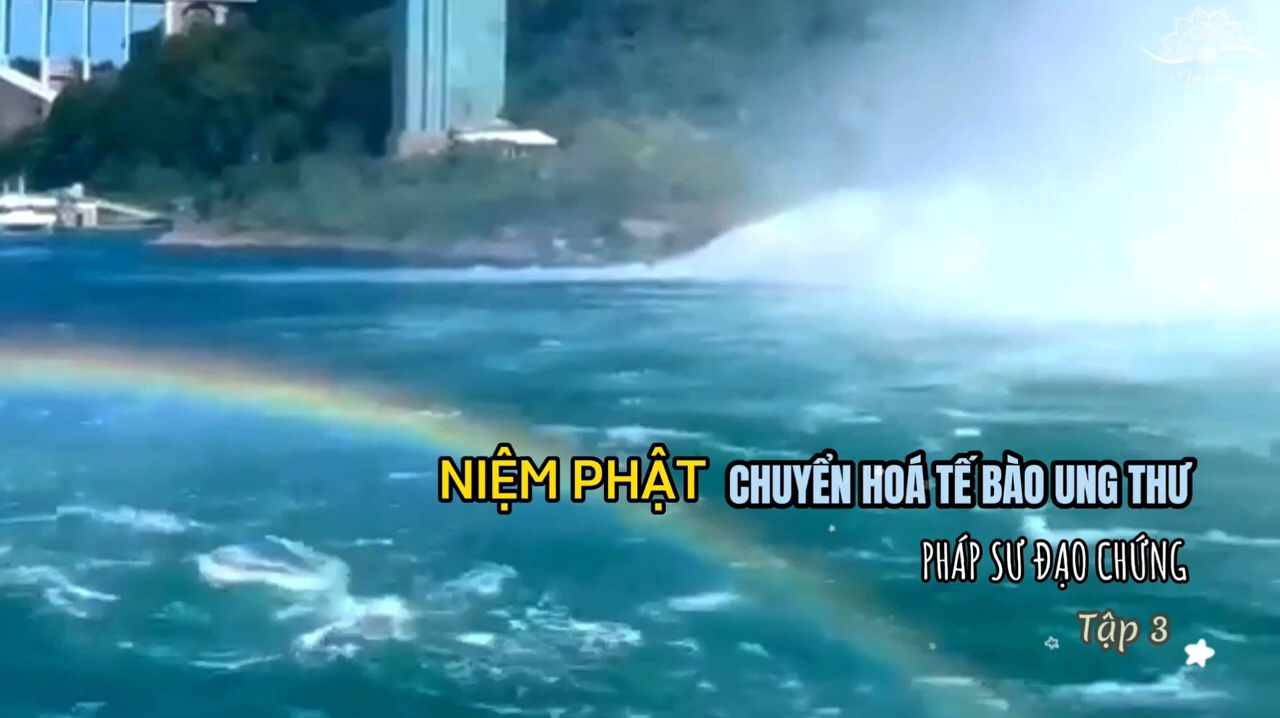 NIỆM PHẬT CHUYỂN HOÁ TẾ BÀO UNG THƯ
PHÁP SƯ ĐẠO CHỨNG
Tập 3